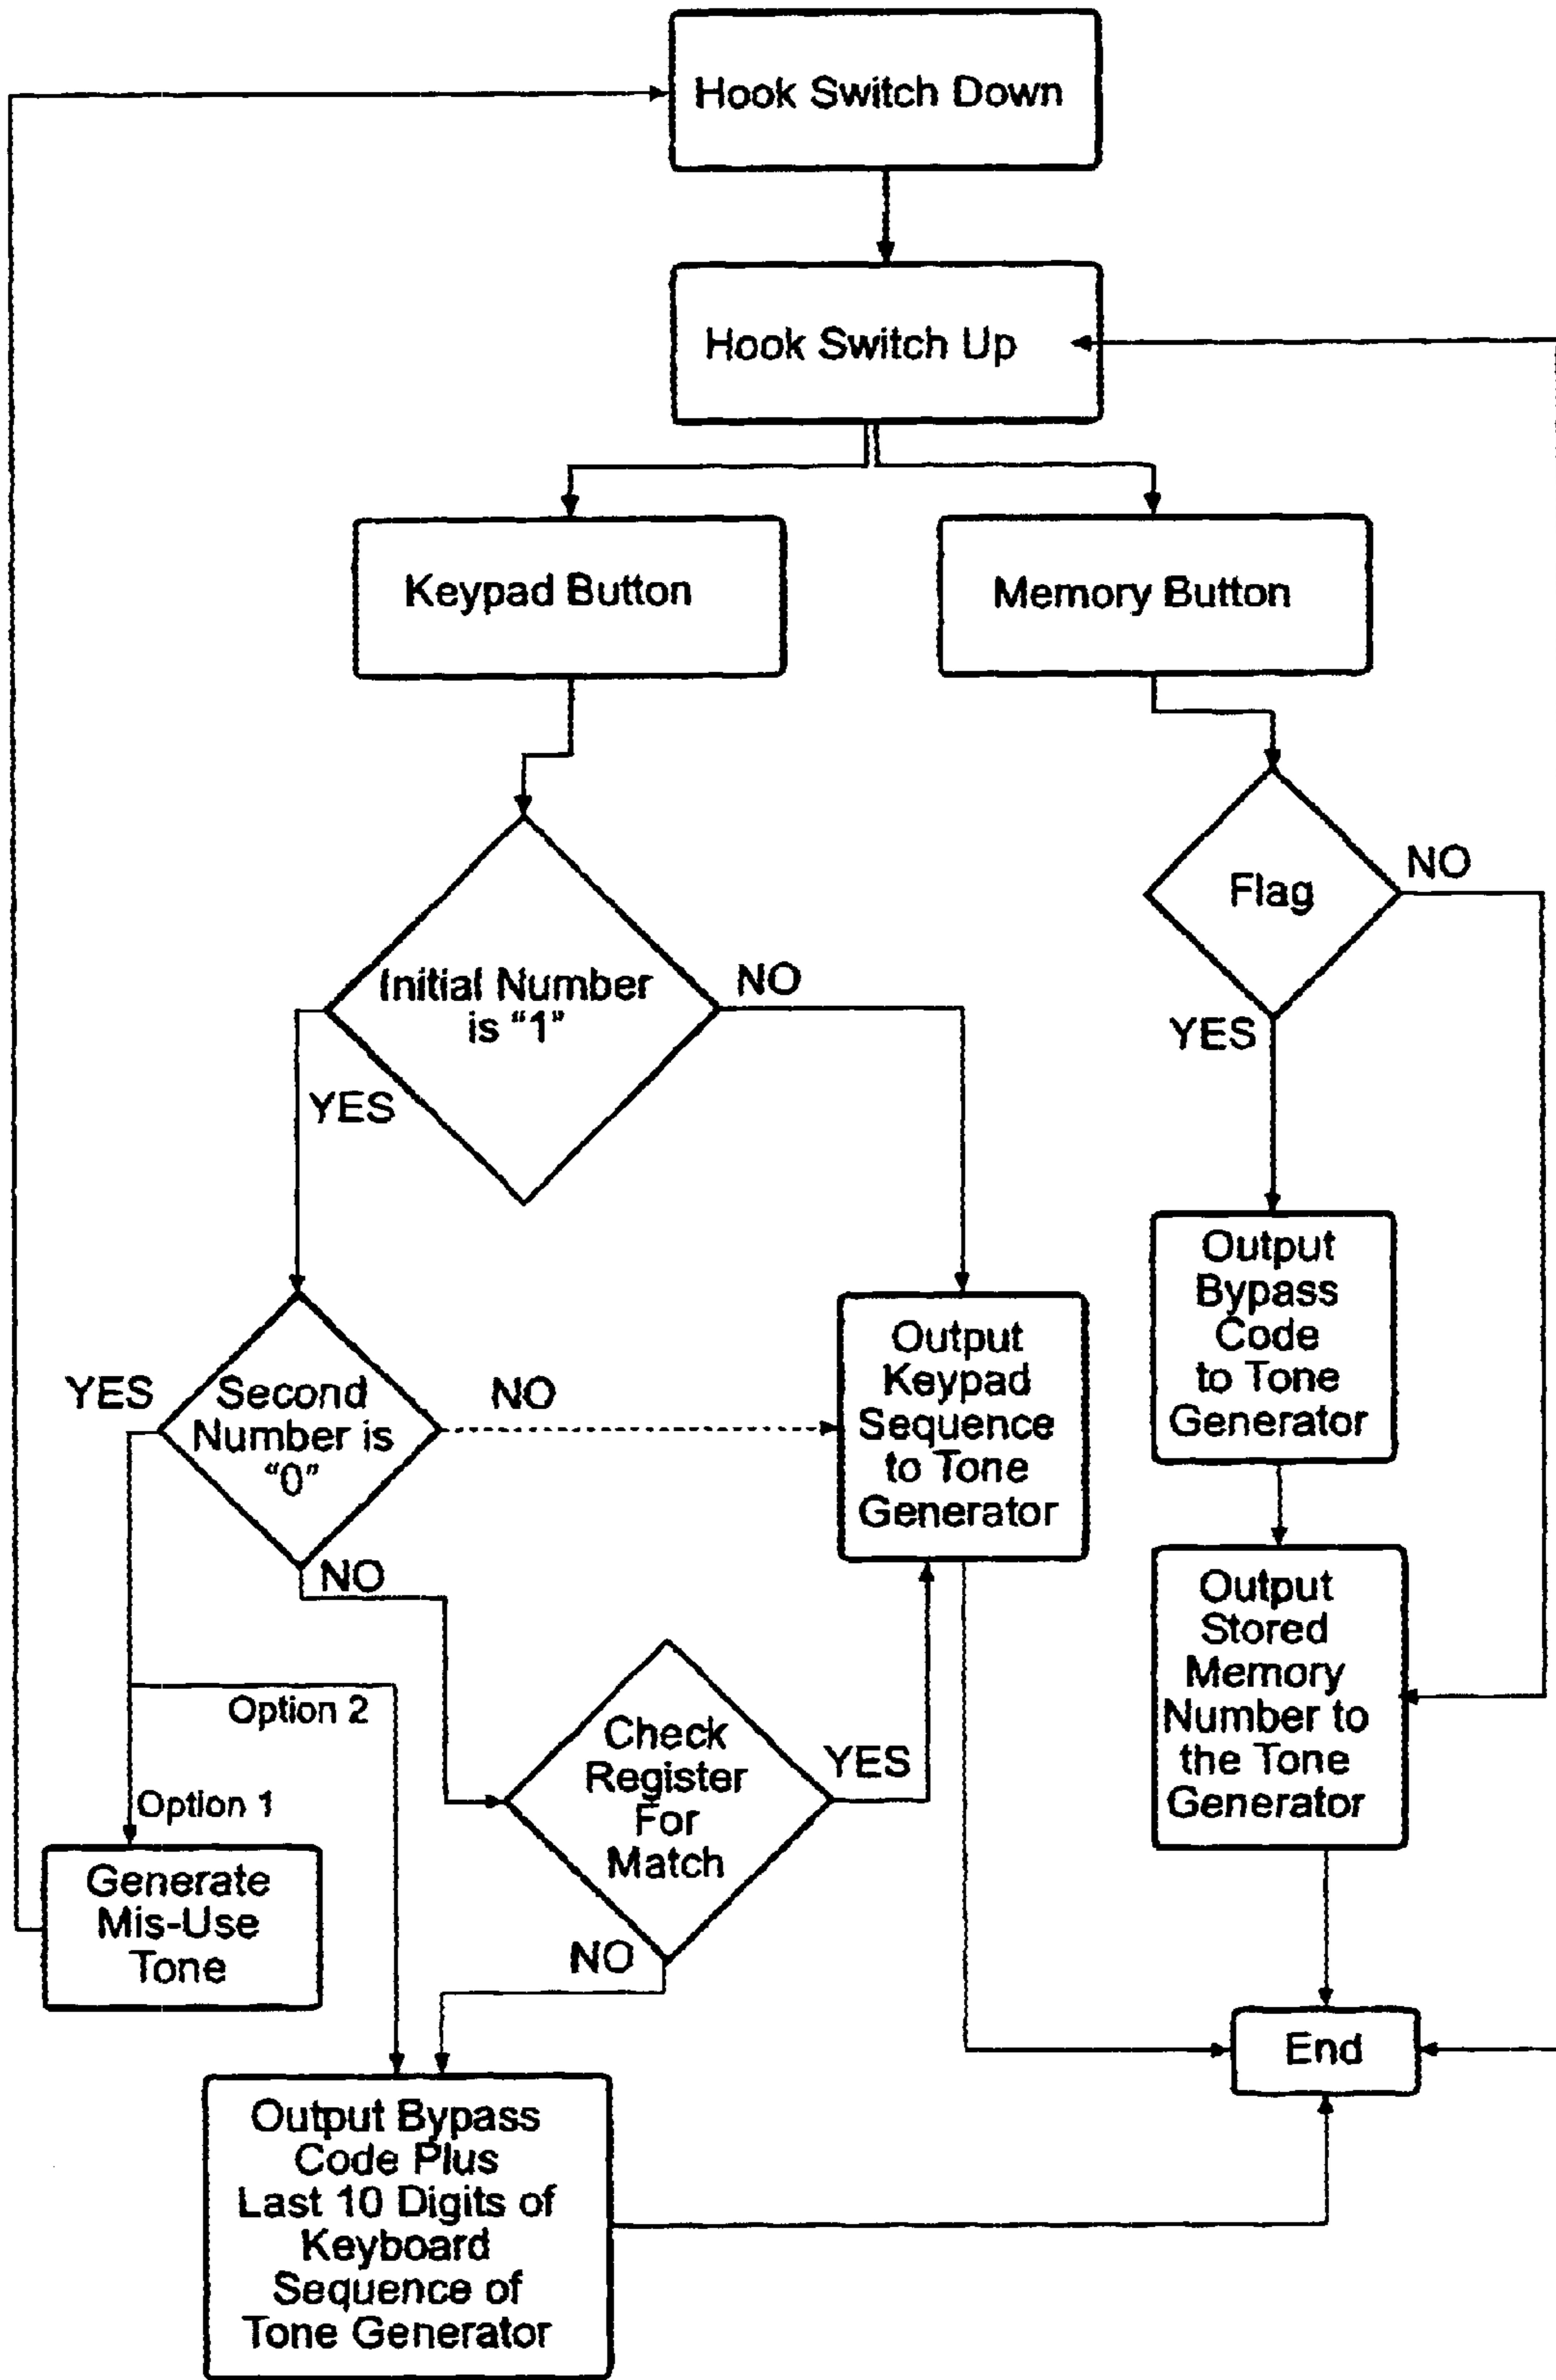 Hook Switch Down
Hook Switch Up
Keypad Button
Memory Button
Flag
NO
YES
Initial Number
is “1”
NO
YES
Output
Bypass
Code
to Tone
Generator
YES
Second
Number is
“0”
NO
NO
Output
Keypad
Sequence
to Tone
Generator
Output
Stored
Memory
Number to
the Tone
Generator
Option 2
Option 1
Check
Register
For
Match
YES
NO
Generate
Mis-Use
Tone
End
Output Bypass
Code Plus
Last 10 Digits of
Keyboard
Sequence of
Tone Generator